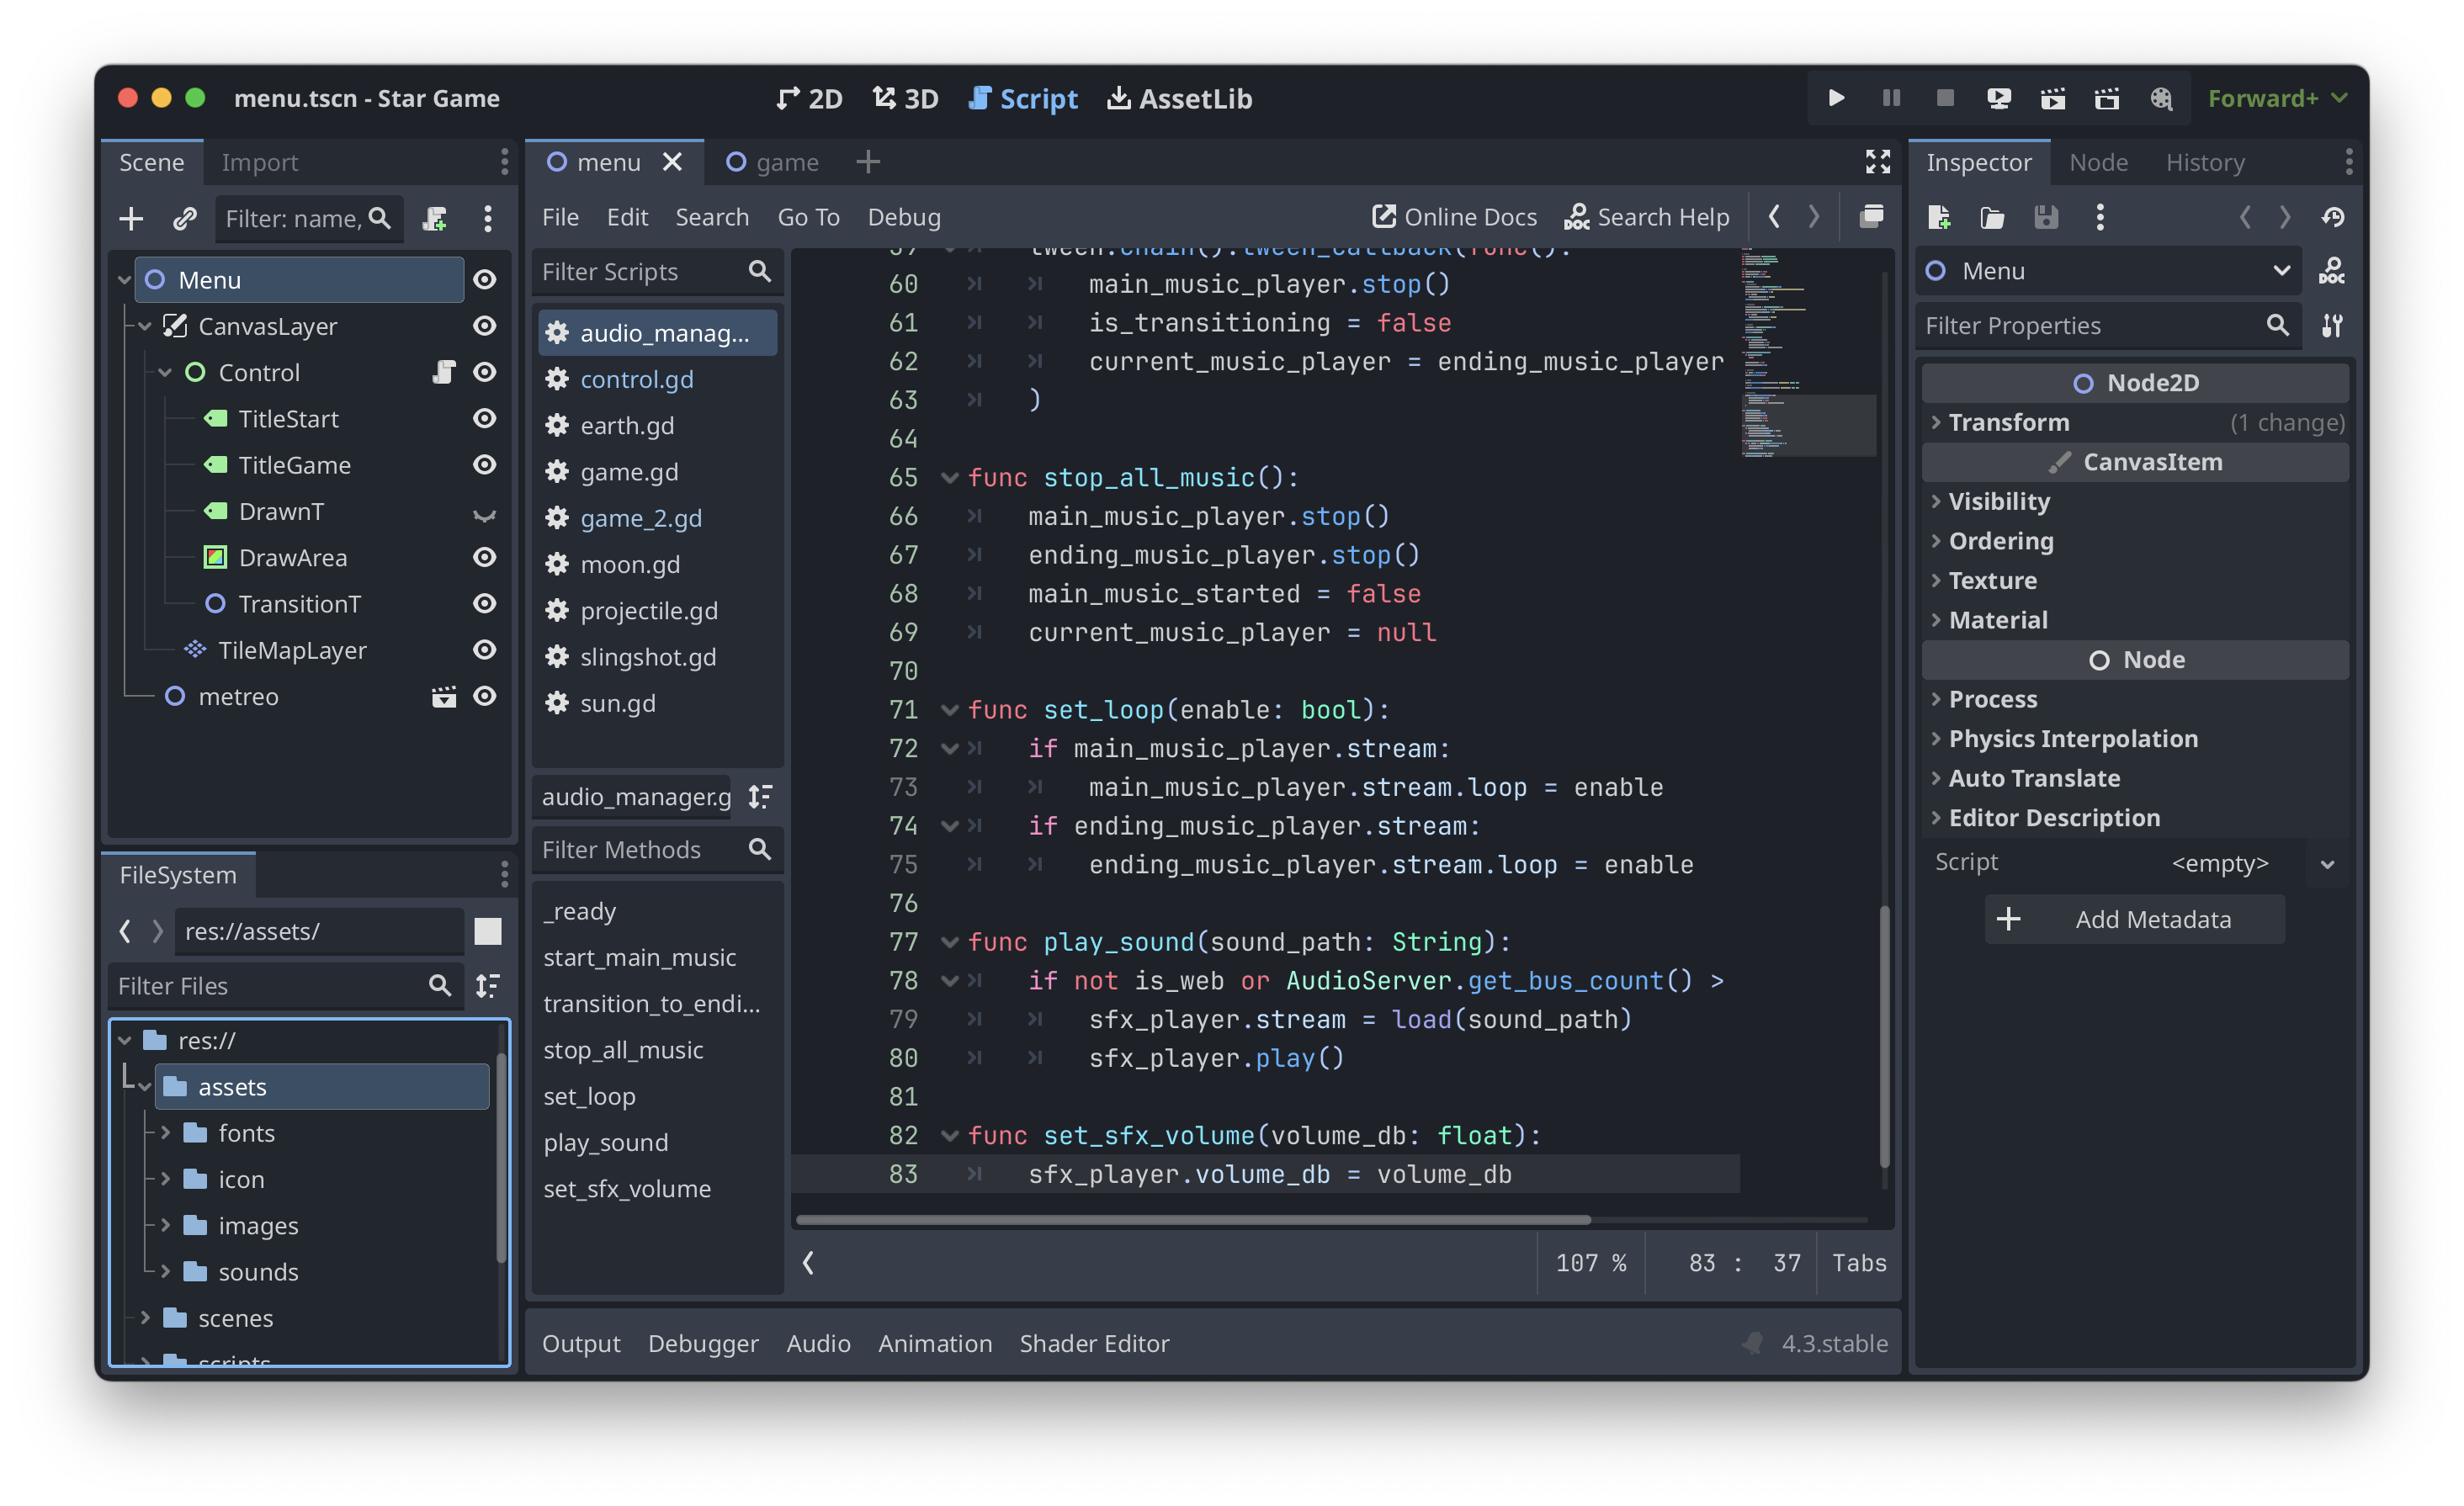 menu.tscn - Star Game
2D 3D Script AssetLib
Forward+
Scene Import
Filter: name,
Menu
CanvasLayer
Control
TitleStart
TitleGame
DrawnT
DrawArea
TransitionT
TileMapLayer
metreo
FileSystem
res://assets/
Filter Files
res://
assets
fonts
icon
images
sounds
scenes
scripts
menu game
File Edit Search Go To Debug
Online Docs Search Help
Filter Scripts
audio_manag...
control.gd
earth.gd
game.gd
game_2.gd
moon.gd
projectile.gd
slingshot.gd
sun.gd
audio_manager.g
Filter Methods
_ready
start_main_music
transition_to_endi...
stop_all_music
set_loop
play_sound
set_sfx_volume
59 tween.chain().tween_callback(func():
60 main_music_player.stop()
61 is_transitioning = false
62 current_music_player = ending_music_player
63 )
64
65 func stop_all_music():
66 main_music_player.stop()
67 ending_music_player.stop()
68 main_music_started = false
69 current_music_player = null
70
71 func set_loop(enable: bool):
72 if main_music_player.stream:
73 main_music_player.stream.loop = enable
74 if ending_music_player.stream:
75 ending_music_player.stream.loop = enable
76
77 func play_sound(sound_path: String):
78 if not is_web or AudioServer.get_bus_count() >
79 sfx_player.stream = load(sound_path)
80 sfx_player.play()
81
82 func set_sfx_volume(volume_db: float):
83 sfx_player.volume_db = volume_db
107 % 83 : 37 Tabs
Output Debugger Audio Animation Shader Editor
4.3.stable
Inspector Node History
Menu
DOC
Filter Properties
Node2D
Transform (1 change)
CanvasItem
Visibility
Ordering
Texture
Material
Node
Process
Physics Interpolation
Auto Translate
Editor Description
Script <empty>
Add Metadata